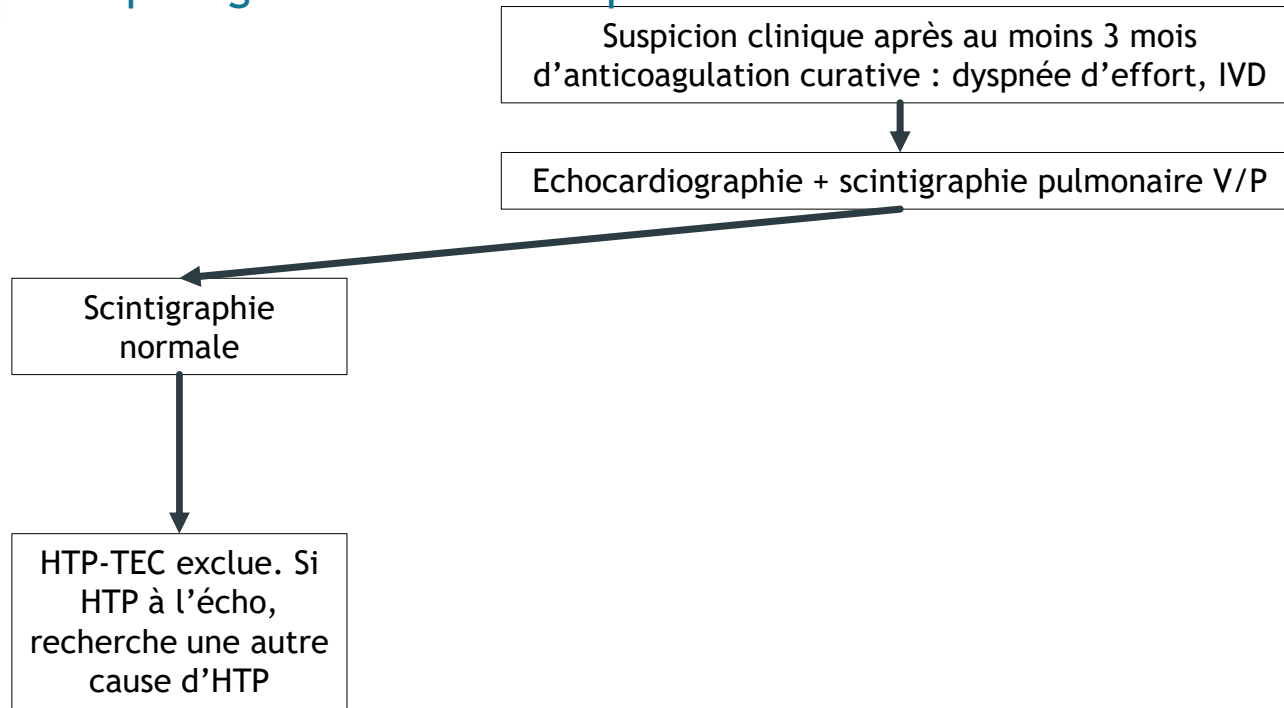 Suspicion clinique après au moins 3 mois
d’anticoagulation curative : dyspnée d’effort, IVD
Echocardiographie + scintigraphie pulmonaire V/P
Scintigraphie
normale
HTP-TEC exclue. Si
HTP à l’écho,
recherche une autre
cause d’HTP